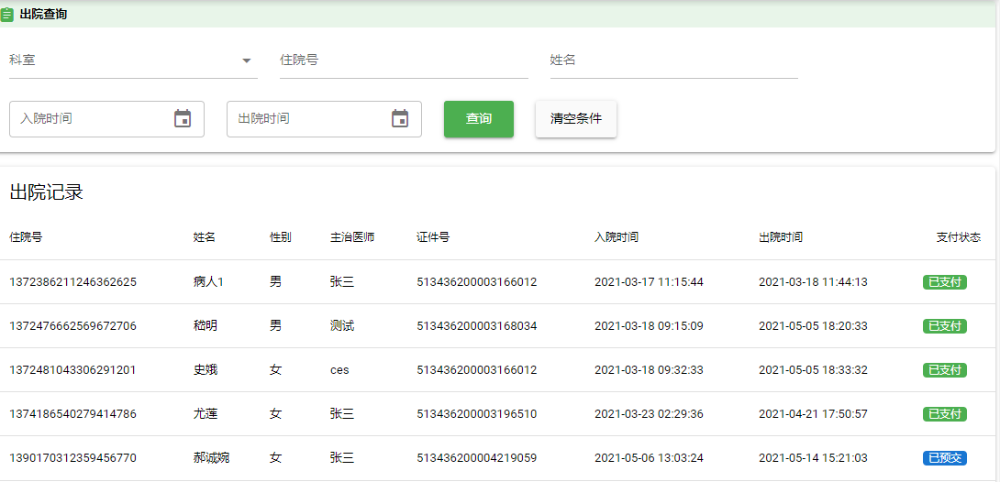 出院查询
科室 住院号 姓名
入院时间 出院时间 查询 清空条件
出院记录
住院号 姓名 性别 主治医师 证件号 入院时间 出院时间 支付状态
1372386211246362625 病人1 男 张三 513436200003166012 2021-03-17 11:15:44 2021-03-18 11:44:13 已支付
1372476662569672706 嵇明 男 测试 513436200003168034 2021-03-18 09:15:09 2021-05-05 18:20:33 已支付
1372481043306291201 史娥 女 ces 513436200003166012 2021-03-18 09:32:33 2021-05-05 18:33:32 已支付
1374186540279414786 尤莲 女 张三 513436200003196510 2021-03-23 02:29:36 2021-04-21 17:50:57 已支付
1390170312359456770 郝诚婉 女 张三 513436200004219059 2021-05-06 13:03:24 2021-05-14 15:21:03 已预交